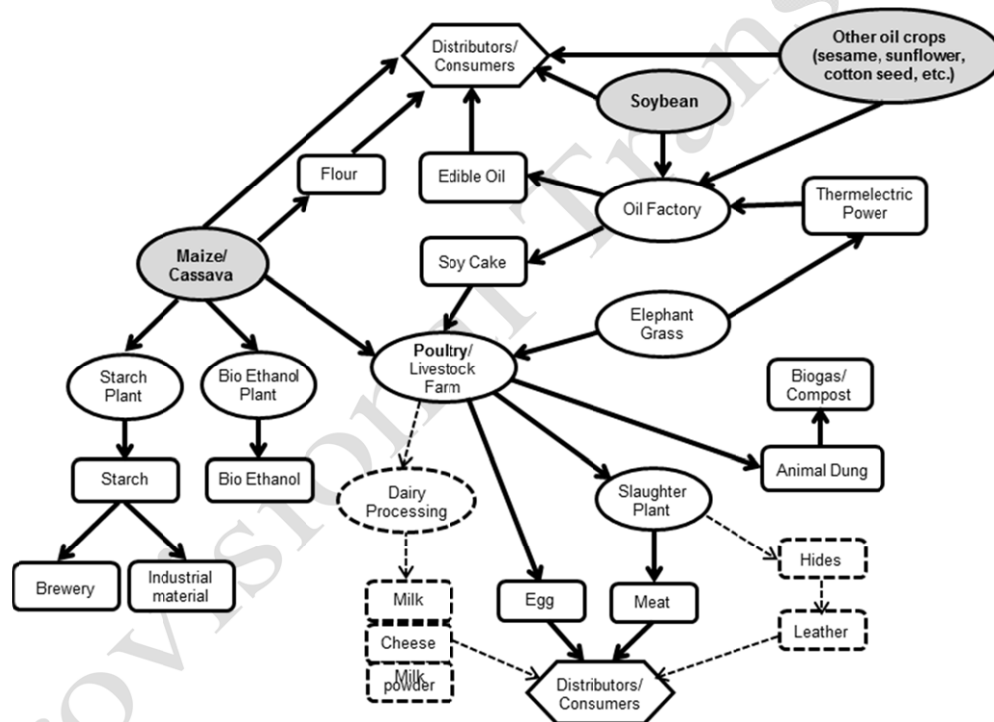 Distributors/
Consumers
Other oil crops
(sesame, sunflower,
cotton seed, etc.)
Soybean
Flour
Edible Oil
Oil Factory
Thermelectric
Power
Maize/
Cassava
Soy Cake
Elephant
Grass
Poultry/
Livestock
Farm
Starch
Plant
Bio Ethanol
Plant
Biogas/
Compost
Starch
Bio Ethanol
Dairy
Processing
Slaughter
Plant
Animal Dung
Brewery
Industrial
material
Milk
Cheese
Milk
powder
Egg
Meat
Hides
Leather
Distributors/
Consumers